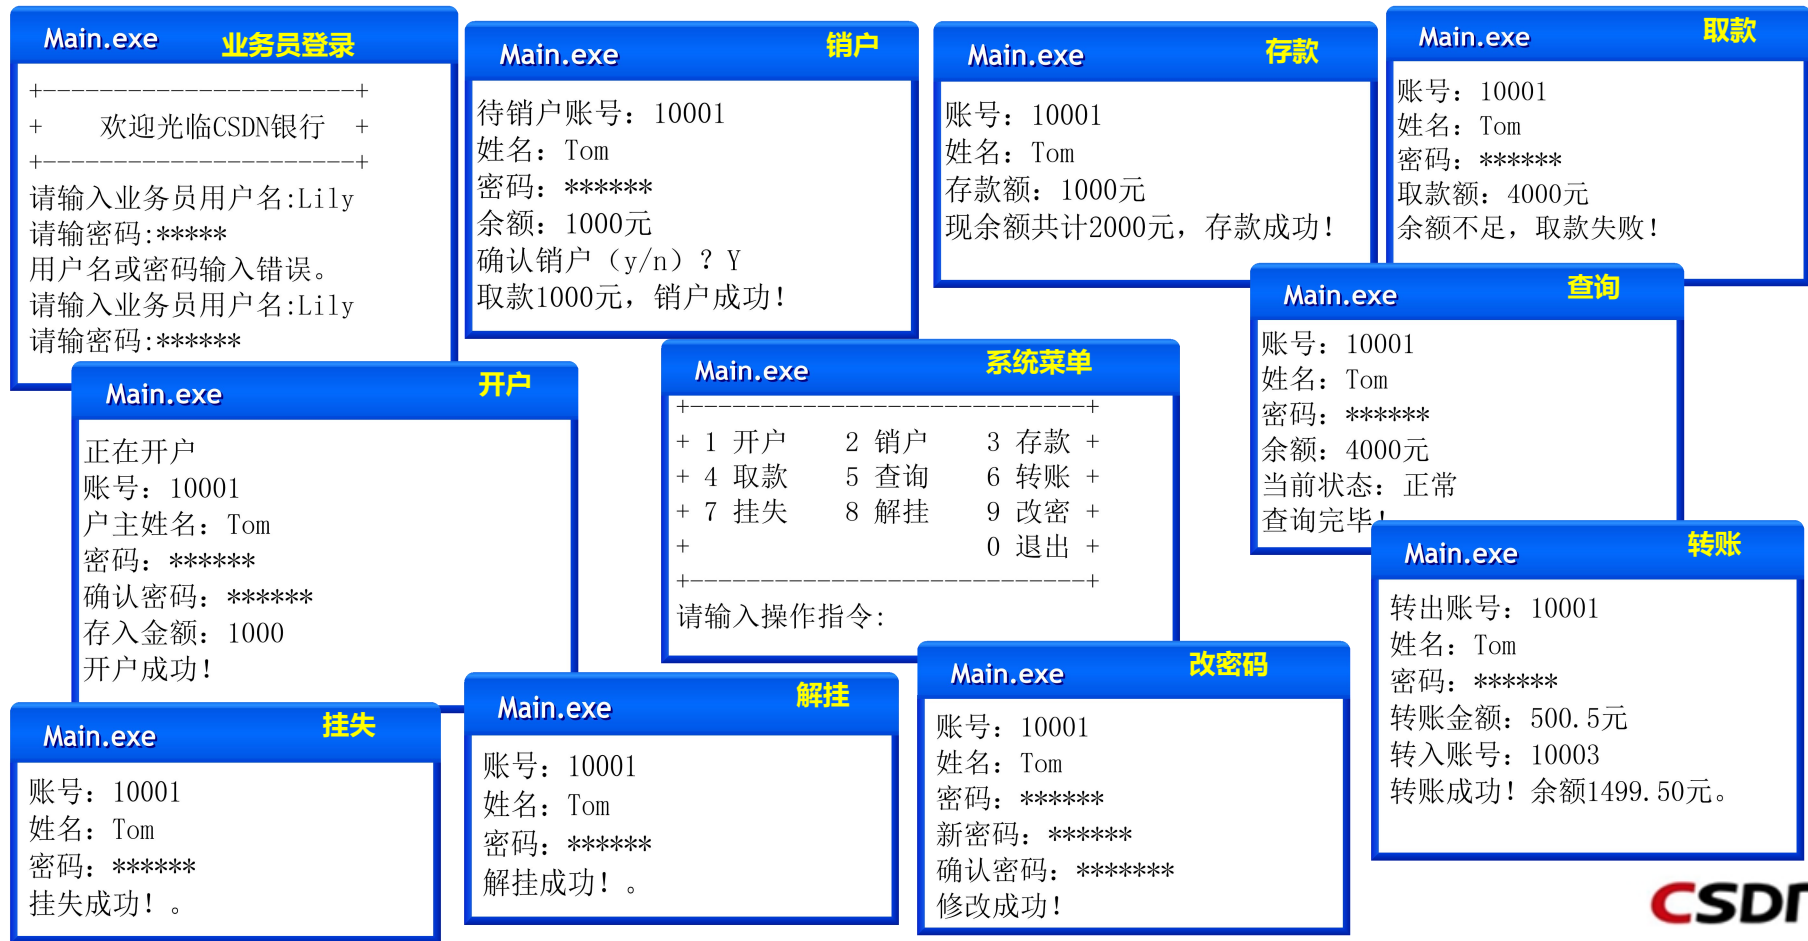 Main.exe 业务员登录
+----------------------+
+ 欢迎光临CSDN银行 +
+----------------------+
请输入业务员用户名:Lily
请输密码:*****
用户名或密码输入错误。
请输入业务员用户名:Lily
请输密码:******
Main.exe 销户
待销户账号：10001
姓名：Tom
密码：******
余额：1000元
确认销户（y/n）？Y
取款1000元，销户成功！
Main.exe 存款
账号：10001
姓名：Tom
存款额：1000元
现余额共计2000元，存款成功！
Main.exe 取款
账号：10001
姓名：Tom
密码：******
取款额：4000元
余额不足，取款失败！
Main.exe 查询
账号：10001
姓名：Tom
密码：******
余额：4000元
当前状态：正常
查询完毕！
Main.exe 开户
正在开户
账号：10001
户主姓名：Tom
密码：******
确认密码：******
存入金额：1000
开户成功！
Main.exe 系统菜单
+----------------------------+
+ 1 开户 2 销户 3 存款 +
+ 4 取款 5 查询 6 转账 +
+ 7 挂失 8 解挂 9 改密 +
+ 0 退出 +
+----------------------------+
请输入操作指令:
Main.exe 转账
转出账号：10001
姓名：Tom
密码：******
转账金额：500.5元
转入账号：10003
转账成功！余额1499.50元。
Main.exe 挂失
账号：10001
姓名：Tom
密码：******
挂失成功！。
Main.exe 解挂
账号：10001
姓名：Tom
密码：******
解挂成功！。
Main.exe 改密码
账号：10001
姓名：Tom
密码：******
新密码：******
确认密码：*******
修改成功！
CSDN